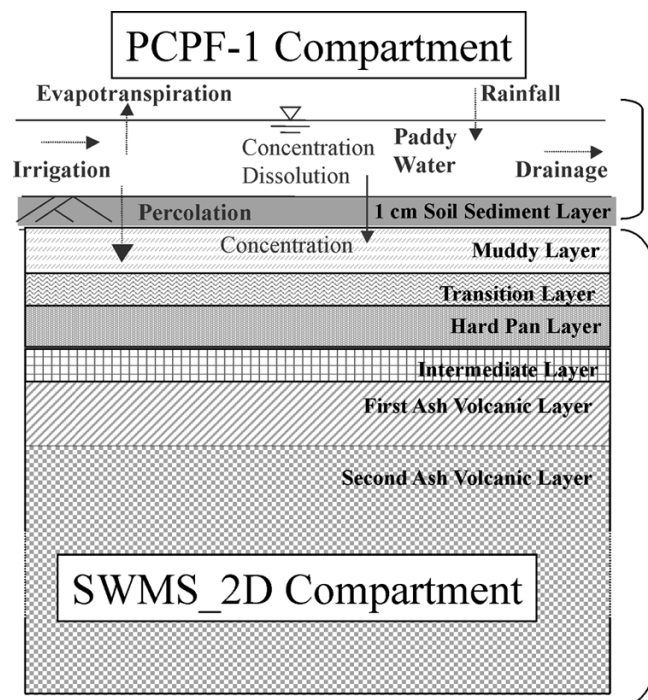 PCPF-1 Compartment
Evapotranspiration
Rainfall
Concentration
Dissolution
Paddy
Water
Irrigation
Drainage
Percolation
1 cm Soil Sediment Layer
Concentration
Muddy Layer
Transition Layer
Hard Pan Layer
Intermediate Layer
First Ash Volcanic Layer
Second Ash Volcanic Layer
SWMS_2D Compartment